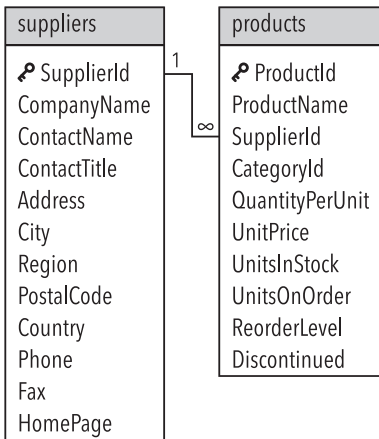 suppliers
SupplierId
CompanyName
ContactName
ContactTitle
Address
City
Region
PostalCode
Country
Phone
Fax
HomePage
1
∞
products
ProductId
ProductName
SupplierId
CategoryId
QuantityPerUnit
UnitPrice
UnitsInStock
UnitsOnOrder
ReorderLevel
Discontinued